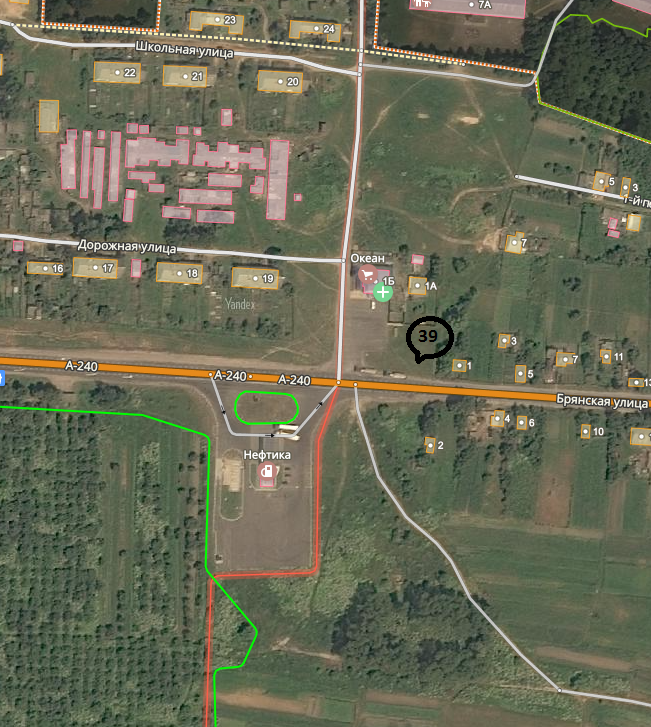 7А
23
24
Школьная улица
22
21
20
5
3
1-й п
7
Дорожная улица
Океан
1Б
1А
16
17
18
19
Yandex
39
3
7
11
1
5
13
А-240
А-240
А-240
Брянская улица
4
6
10
2
Нефтика